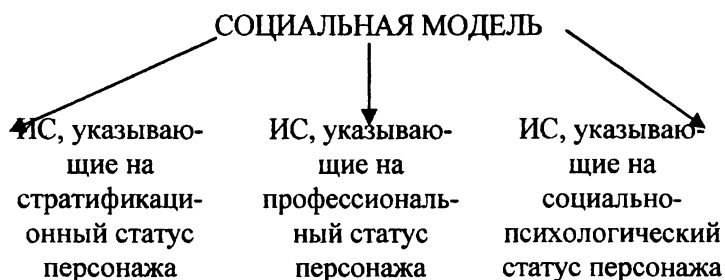 СОЦИАЛЬНАЯ МОДЕЛЬ
ИС, указываю-
щие на
стратификаци-
онный статус
персонажа
ИС, указываю-
щие на
профессиональ-
ный статус
персонажа
ИС, указываю-
щие на
социально-
психологический
статус персонажа